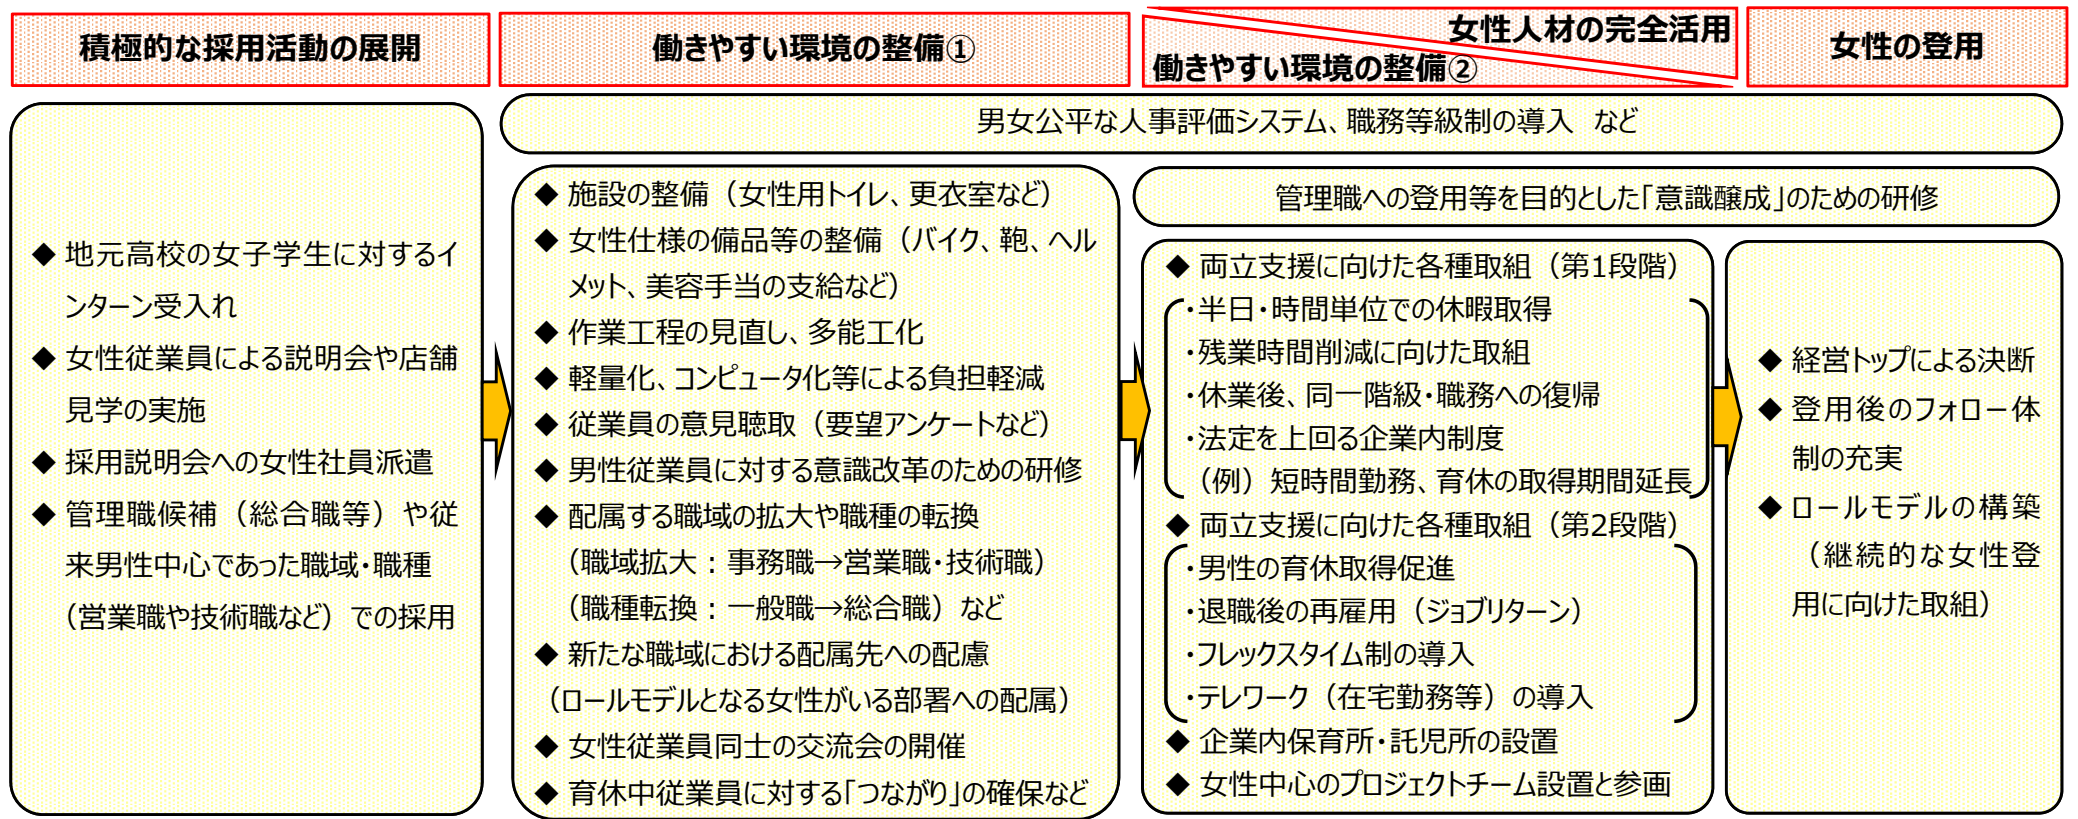 積極的な採用活動の展開
働きやすい環境の整備①
女性人材の完全活用
働きやすい環境の整備②
女性の登用
男女公平な人事評価システム、職務等級制の導入 など
◆ 地元高校の女子学生に対するイ
ンターン受入れ
◆ 女性従業員による説明会や店舗
見学の実施
◆ 採用説明会への女性社員派遣
◆ 管理職候補（総合職等）や従
来男性中心であった職域・職種
（営業職や技術職など）での採用
◆ 施設の整備（女性用トイレ、更衣室など）
◆ 女性仕様の備品等の整備（バイク、鞄、ヘル
メット、美容手当の支給など）
◆ 作業工程の見直し、多能工化
◆ 軽量化、コンピュータ化等による負担軽減
◆ 従業員の意見聴取（要望アンケートなど）
◆ 男性従業員に対する意識改革のための研修
◆ 配属する職域の拡大や職種の転換
（職域拡大：事務職→営業職・技術職）
（職種転換：一般職→総合職）など
◆ 新たな職域における配属先への配慮
（ロールモデルとなる女性がいる部署への配属）
◆ 女性従業員同士の交流会の開催
◆ 育休中従業員に対する「つながり」の確保など
管理職への登用等を目的とした「意識醸成」のための研修
◆ 両立支援に向けた各種取組（第1段階）
・半日・時間単位での休暇取得
・残業時間削減に向けた取組
・休業後、同一階級・職務への復帰
・法定を上回る企業内制度
（例）短時間勤務、育休の取得期間延長
◆ 両立支援に向けた各種取組（第2段階）
・男性の育休取得促進
・退職後の再雇用（ジョブリターン）
・フレックスタイム制の導入
・テレワーク（在宅勤務等）の導入
◆ 企業内保育所・託児所の設置
◆ 女性中心のプロジェクトチーム設置と参画
◆ 経営トップによる決断
◆ 登用後のフォロー体
制の充実
◆ ロールモデルの構築
（継続的な女性登
用に向けた取組）